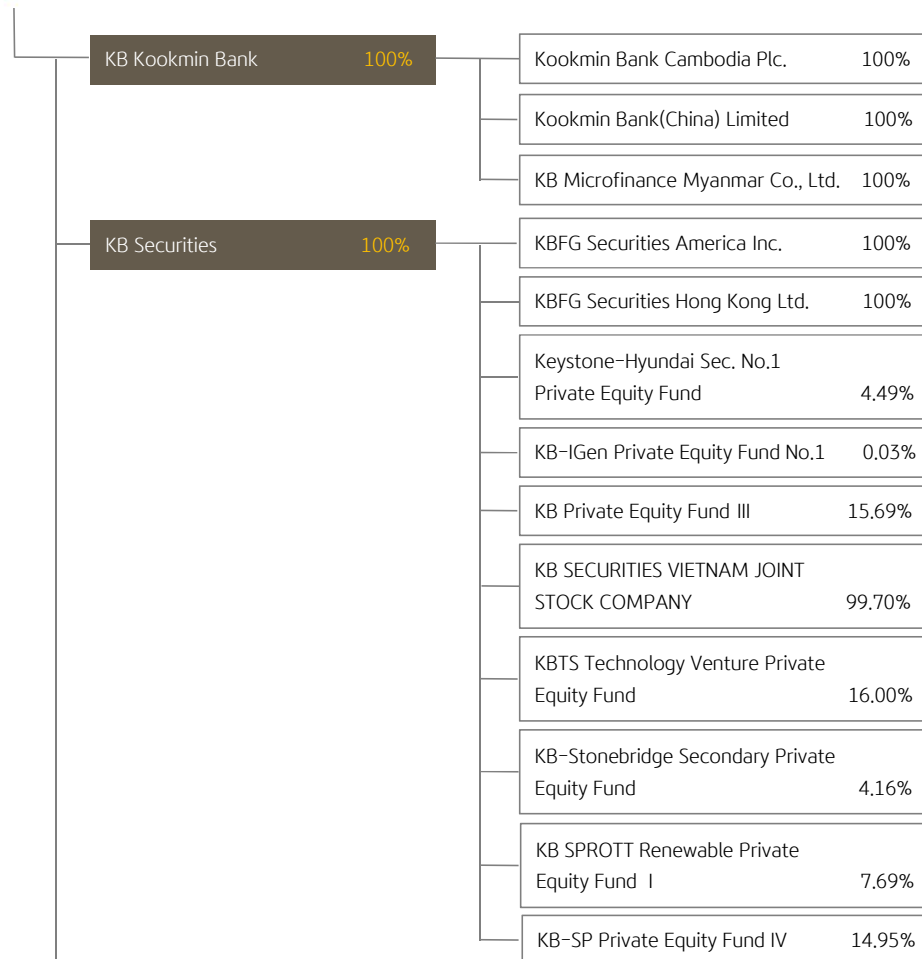 KB Kookmin Bank 100%
Kookmin Bank Cambodia Plc. 100%
Kookmin Bank(China) Limited 100%
KB Microfinance Myanmar Co., Ltd. 100%
KB Securities 100%
KBFG Securities America Inc. 100%
KBFG Securities Hong Kong Ltd. 100%
Keystone-Hyundai Sec. No.1
Private Equity Fund 4.49%
KB-IGen Private Equity Fund No.1 0.03%
KB Private Equity Fund III 15.69%
KB SECURITIES VIETNAM JOINT
STOCK COMPANY 99.70%
KBTS Technology Venture Private
Equity Fund 16.00%
KB-Stonebridge Secondary Private
Equity Fund 4.16%
KB SPROTT Renewable Private
Equity Fund I 7.69%
KB-SP Private Equity Fund IV 14.95%